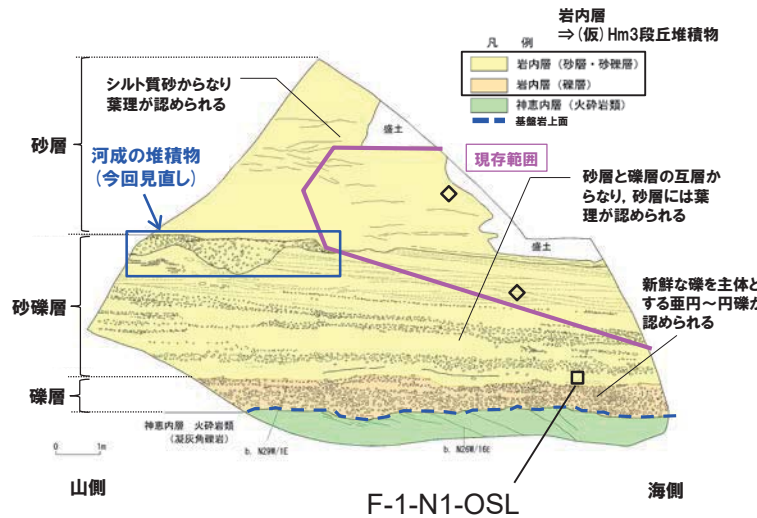 岩内層
⇒(仮)Hm3段丘堆積物
凡　例
岩内層（砂層・砂礫層）
岩内層（礫層）
神恵内層（火砕岩類）
基盤岩上面
シルト質砂からなり
葉理が認められる
盛土
砂層
河成の堆積物
(今回見直し)
現存範囲
砂層と礫層の互層か
らなり，砂層には葉
理が認められる
盛土
新鮮な礫を主体と
する亜円～円礫が
認められる
砂礫層
礫層
神恵内層　火砕岩類
（凝灰角礫岩）
b. N29W/1E
b. N26W/16E
0
1m
山側
F-1-N1-OSL
海側